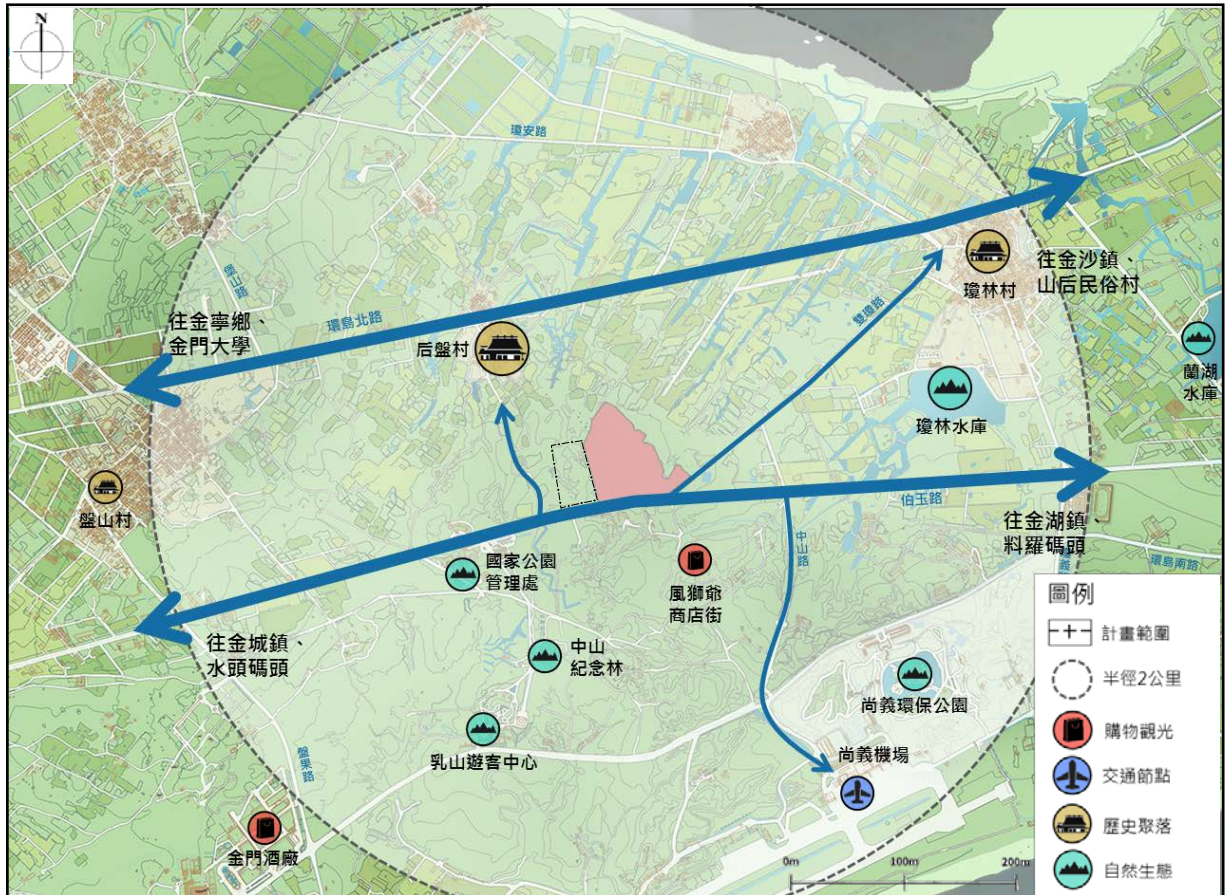 N
瓊安路
堡山路
環島北路
往金寧鄉、
金門大學
后盤村
雙瓊路
瓊林村
往金沙鎮、
山后民俗村
蘭湖
水庫
瓊林水庫
盤山村
伯玉路
往金湖鎮、
料羅碼頭
環島南路
中山路
國家公園
管理處
風獅爺
商店街
往金城鎮、
水頭碼頭
中山
紀念林
尚義環保公園
乳山遊客中心
尚義機場
盤果路
金門酒廠
0m
100m
200m
圖例
計畫範圍
半徑2公里
購物觀光
交通節點
歷史聚落
自然生態